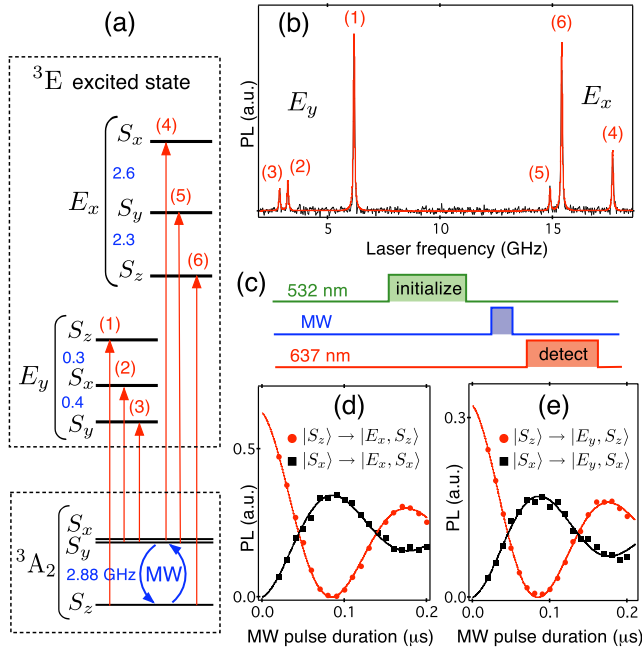 (a)
³E excited state
Sx (4)
2.6
Ex
Sy (5)
2.3
Sz (6)
(1)
Sz
0.3
(2)
Ey
Sx
0.4
(3)
Sy
Sx
³A2
Sy
2.88 GHz
MW
Sz
(b)
PL (a.u.)
(1)
(6)
Ey
Ex
(4)
(3)
(2)
(5)
5
10
15
Laser frequency (GHz)
(c)
532 nm
initialize
MW
637 nm
detect
(d)
|Sz⟩ → |Ex, Sz⟩
|Sx⟩ → |Ex, Sx⟩
PL (a.u.)
0.5
0.0
0.0
0.1
0.2
MW pulse duration (μs)
(e)
|Sz⟩ → |Ey, Sz⟩
|Sx⟩ → |Ey, Sx⟩
PL (a.u.)
0.3
0.0
0.0
0.1
0.2
MW pulse duration (μs)